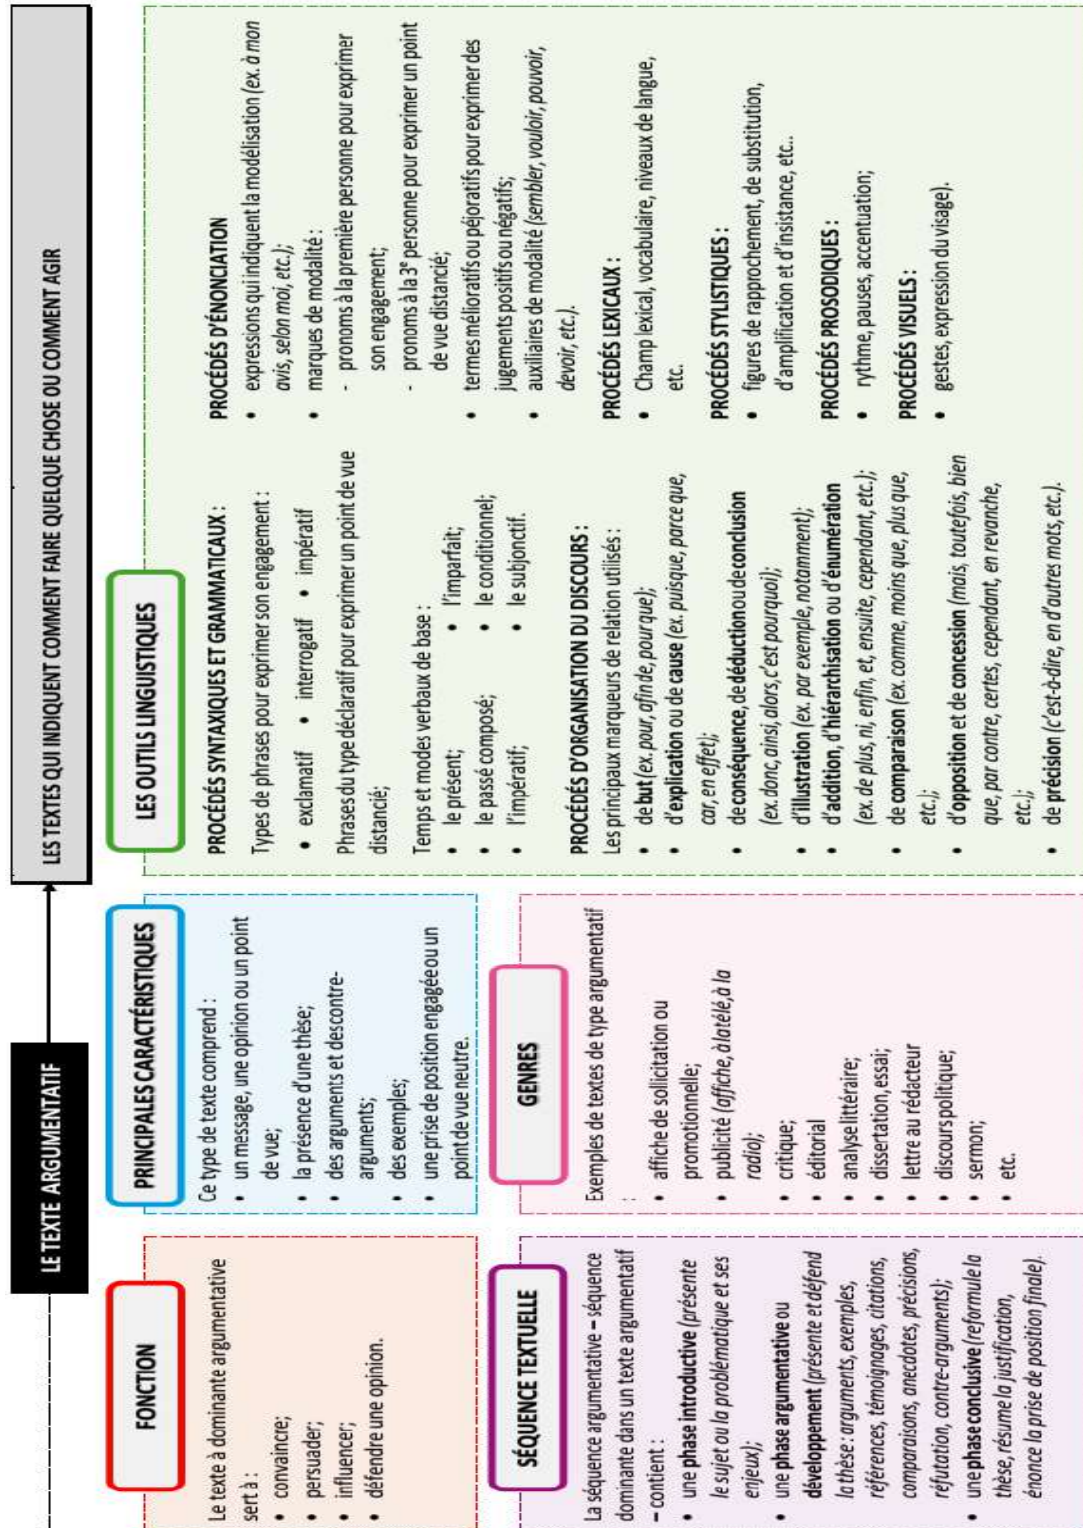 LE TEXTE ARGUMENTATIF
LES TEXTES QUI INDIQUENT COMMENT FAIRE QUELQUE CHOSE OU COMMENT AGIR
FONCTION
Le texte à dominante argumentative
sert à :
• convaincre;
• persuader;
• influencer;
• défendre une opinion.
PRINCIPALES CARACTÉRISTIQUES
Ce type de texte comprend :
• un message, une opinion ou un point
de vue;
• la présence d'une thèse;
• des arguments et descontre-
arguments;
• des exemples;
• une prise de position engagée ou un
point de vue neutre.
SÉQUENCE TEXTUELLE
La séquence argumentative – séquence
dominante dans un texte argumentatif
– contient :
• une phase introductive (présente
le sujet ou la problématique et ses
enjeux);
• une phase argumentative ou
développement (présente et défend
la thèse: arguments, exemples,
références, témoignages, citations,
comparaisons, anecdotes, précisions,
réfutation, contre-arguments);
• une phase conclusive (reformule la
thèse, résume la justification,
énonce la prise de position finale).
GENRES
Exemples de textes de type argumentatif
:
• affiche de sollicitation ou
promotionnelle;
• publicité (affiche, à latélé, à la
radio);
• critique;
• éditorial
• analyse littéraire;
• dissertation, essai;
• lettre au rédacteur
• discours politique;
• sermon;
• etc.
LES OUTILS LINGUISTIQUES
PROCÉDÉS SYNTAXIQUES ET GRAMMATICAUX :
Types de phrases pour exprimer son engagement :
• exclamatif • interrogatif • impératif
Phrases du type déclaratif pour exprimer un point de vue
distancié;
Temps et modes verbaux de base :
• le présent; • l'imparfait;
• le passé composé; • le conditionnel;
• l'impératif; • le subjonctif.
PROCÉDÉS D'ORGANISATION DU DISCOURS :
Les principaux marqueurs de relation utilisés :
• de but (ex. pour, afin de, pour que);
• d'explication ou de cause (ex. puisque, parce que,
car, en effet);
• de conséquence, de déduction ou de conclusion
(ex. donc, ainsi, alors, c'est pourquoi);
• d'illustration (ex. par exemple, notamment);
• d'addition, d'hiérarchisation ou d'énumération
(ex. de plus, ni, enfin, et, ensuite, cependant, etc.);
• de comparaison (ex. comme, moins que, plus que,
etc.);
• d'opposition et de concession (mais, toutefois, bien
que, par contre, certes, cependant, en revanche,
etc.);
• de précision (c'est-à-dire, en d'autres mots, etc.).
PROCÉDÉS D'ÉNONCIATION
• expressions qui indiquent la modélisation (ex. à mon
avis, selon moi, etc.);
• marques de modalité :
- pronoms à la première personne pour exprimer
son engagement;
- pronoms à la 3e personne pour exprimer un point
de vue distancié;
• termes mélioratifs ou péjoratifs pour exprimer des
jugements positifs ou négatifs;
• auxiliaires de modalité (sembler, vouloir, pouvoir,
devoir, etc.).
PROCÉDÉS LEXICAUX :
• Champ lexical, vocabulaire, niveaux de langue,
etc.
PROCÉDÉS STYLISTIQUES :
• figures de rapprochement, de substitution,
d'amplification et d'insistance, etc..
PROCÉDÉS PROSODIQUES :
• rythme, pauses, accentuation;
PROCÉDÉS VISUELS :
• gestes, expression du visage).